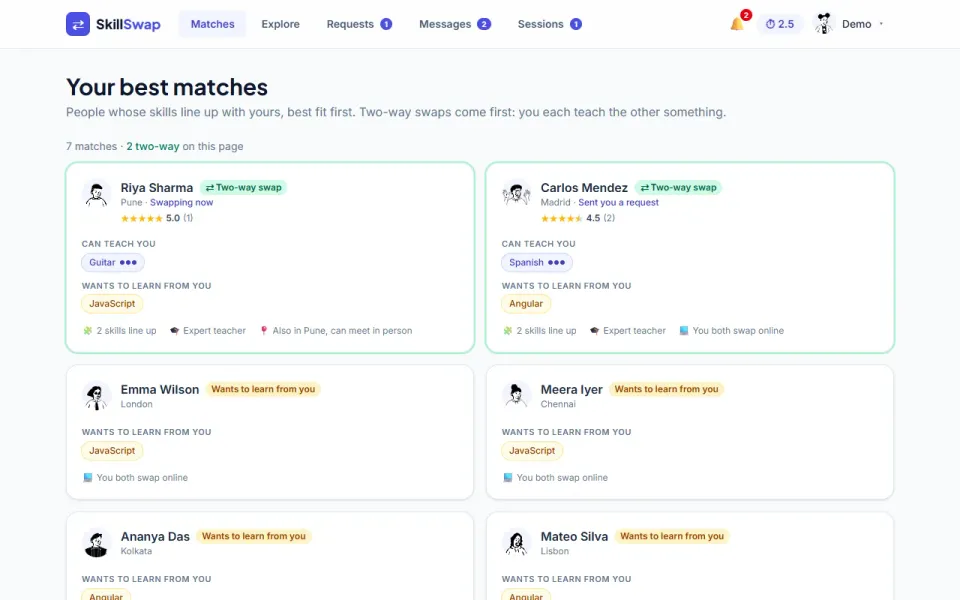 SkillSwap Matches Explore Requests 1 Messages 2 Sessions 1 2 2.5 Demo
Your best matches
People whose skills line up with yours, best fit first. Two-way swaps come first: you each teach the other something.
7 matches · 2 two-way on this page
Riya Sharma ⇄ Two-way swap
Pune · Swapping now
★★★★★ 5.0 (1)
CAN TEACH YOU
Guitar ●●●
WANTS TO LEARN FROM YOU
JavaScript
2 skills line up Expert teacher Also in Pune, can meet in person
Carlos Mendez ⇄ Two-way swap
Madrid · Sent you a request
★★★★★ 4.5 (2)
CAN TEACH YOU
Spanish ●●●
WANTS TO LEARN FROM YOU
Angular
2 skills line up Expert teacher You both swap online
Emma Wilson Wants to learn from you
London
WANTS TO LEARN FROM YOU
JavaScript
You both swap online
Meera Iyer Wants to learn from you
Chennai
WANTS TO LEARN FROM YOU
JavaScript
You both swap online
Ananya Das Wants to learn from you
Kolkata
WANTS TO LEARN FROM YOU
Angular
Mateo Silva Wants to learn from you
Lisbon
WANTS TO LEARN FROM YOU
Angular